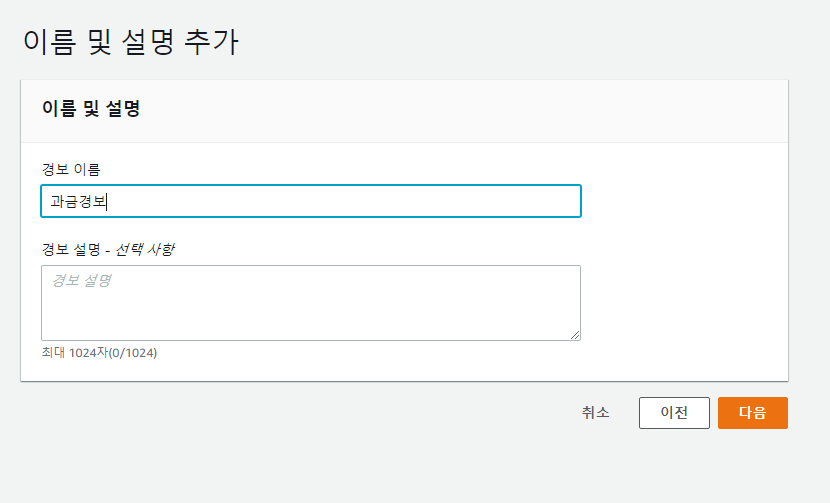 이름 및 설명 추가
이름 및 설명
경보 이름
과금경보
경보 설명 - 선택 사항
경보 설명
최대 1024자(0/1024)
취소 이전 다음